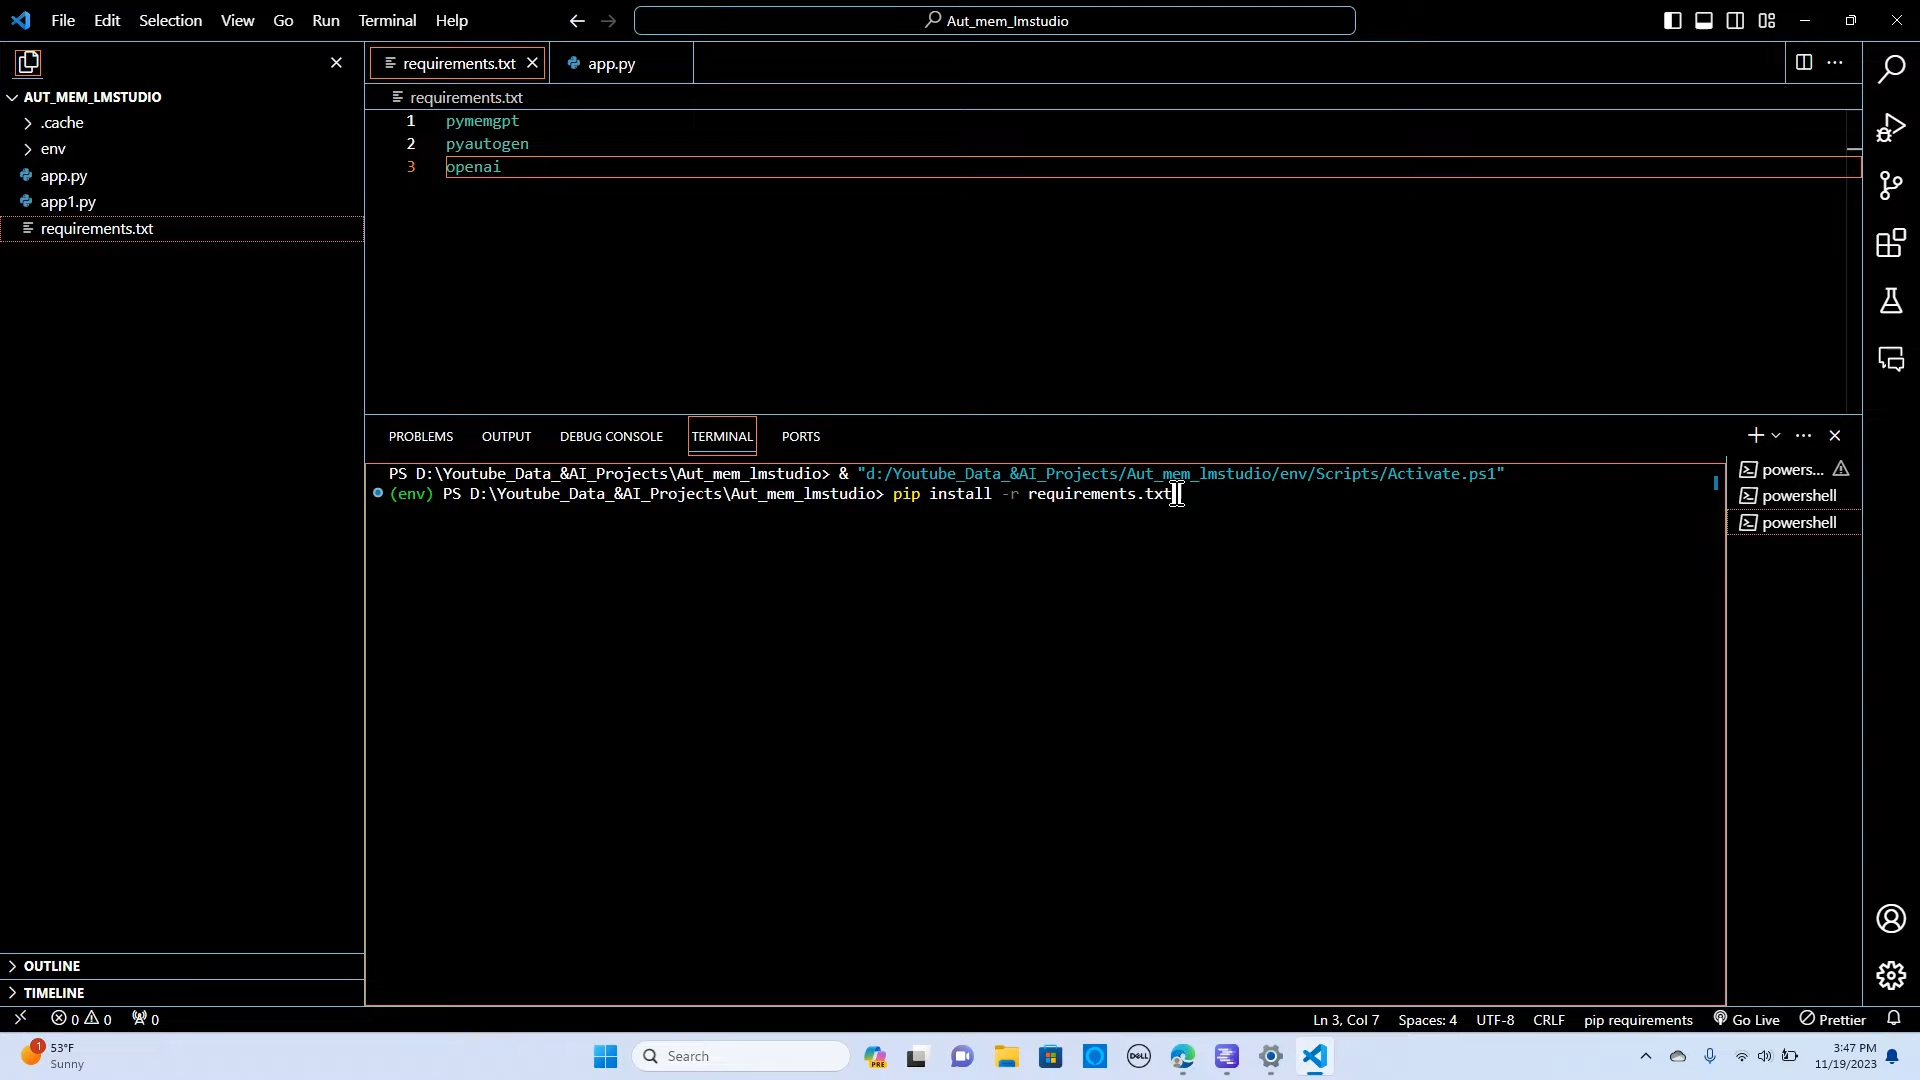 File Edit Selection View Go Run Terminal Help
Aut_mem_lmstudio
requirements.txt
app.py
AUT_MEM_LMSTUDIO
.cache
env
app.py
app1.py
requirements.txt
requirements.txt
1 pymemgpt
2 pyautogen
3 openai
PROBLEMS OUTPUT DEBUG CONSOLE TERMINAL PORTS
PS D:\Youtube_Data_&AI_Projects\Aut_mem_lmstudio> & "d:/Youtube_Data_&AI_Projects/Aut_mem_lmstudio/env/Scripts/Activate.ps1"
(env) PS D:\Youtube_Data_&AI_Projects\Aut_mem_lmstudio> pip install -r requirements.txt
powers...
powershell
powershell
OUTLINE
TIMELINE
0 0 0
Ln 3, Col 7 Spaces: 4 UTF-8 CRLF pip requirements Go Live Prettier
1
53°F
Sunny
Search
PRE
DELL
3:47 PM
11/19/2023